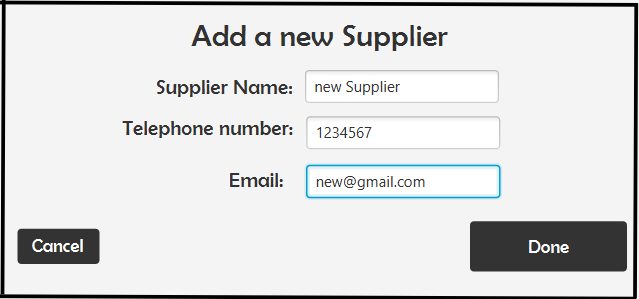 Add a new Supplier
Supplier Name: new Supplier
Telephone number: 1234567
Email: new@gmail.com
Cancel Done